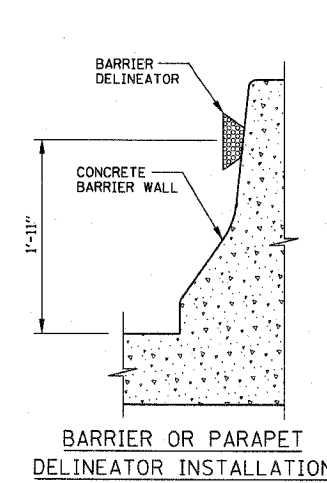 BARRIER
DELINEATOR
CONCRETE
BARRIER WALL
1'-11"
BARRIER OR PARAPET
DELINEATOR INSTALLATION